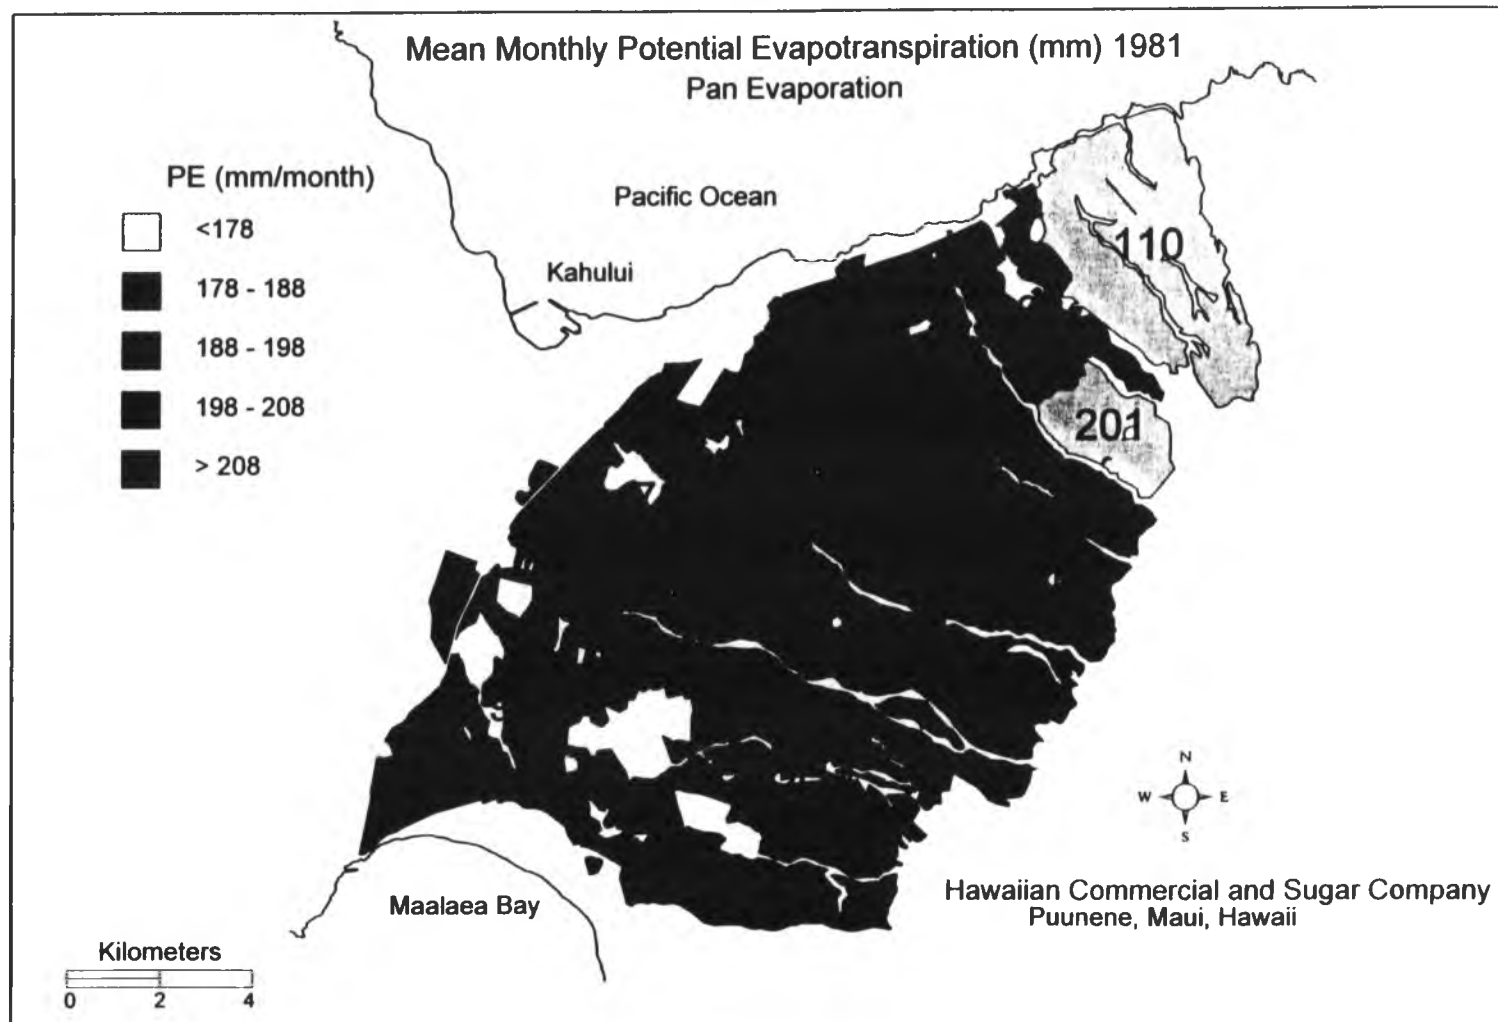 Mean Monthly Potential Evapotranspiration (mm) 1981
Pan Evaporation
PE (mm/month)
<178
178 - 188
188 - 198
198 - 208
> 208
Pacific Ocean
Kahului
110
201
N
W E
S
Maalaea Bay
Hawaiian Commercial and Sugar Company
Puunene, Maui, Hawaii
Kilometers
0 2 4